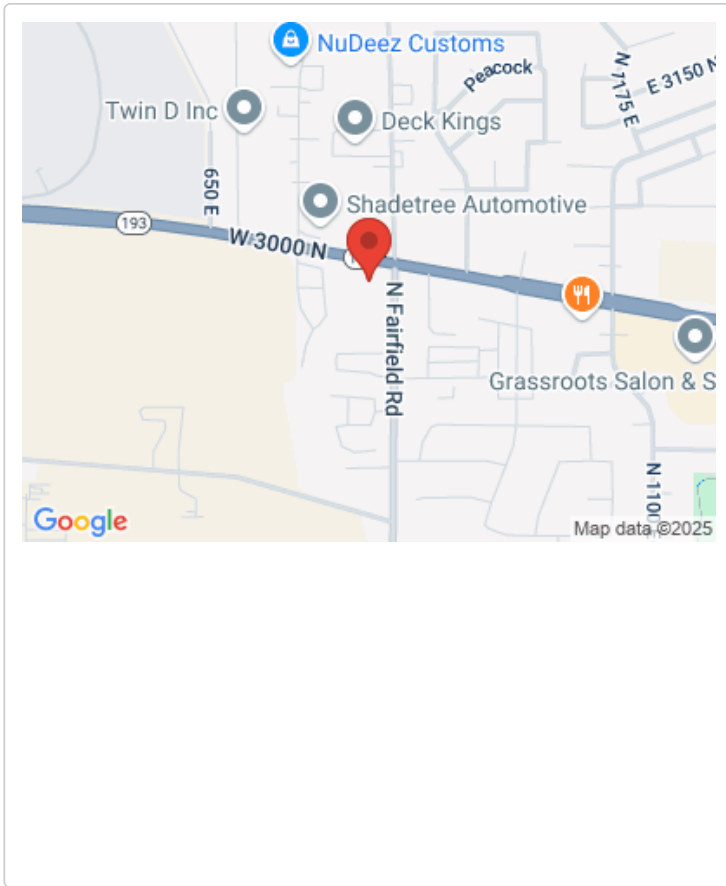 NuDeez Customs
Peacock
N 1175 E
E 3150 N
Twin D Inc
Deck Kings
650 E
Shadetree Automotive
193
W 3000 N
N Fairfield Rd
Grassroots Salon & S
N 1100 E
Google
Map data ©2025